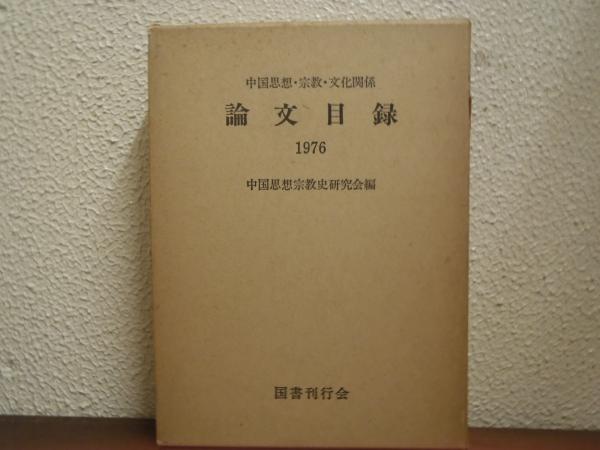 中国思想・宗教・文化関係
論文目録
1976
中国思想宗教史研究会編
国書刊行会